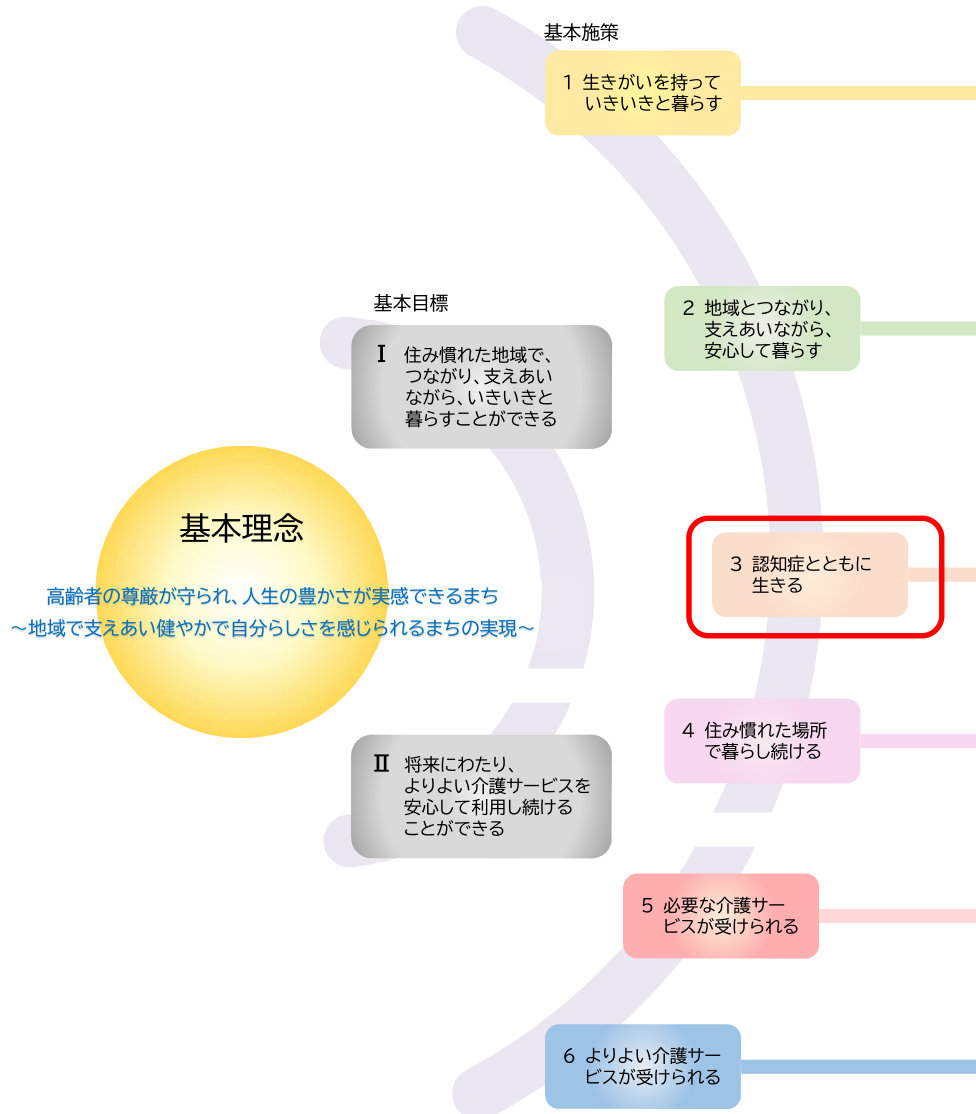 基本施策
1 生きがいを持って
いきいきと暮らす
2 地域とつながり、
支えあいながら、
安心して暮らす
基本目標
Ⅰ 住み慣れた地域で、
つながり、支えあい
ながら、いきいきと
暮らすことができる
基本理念
高齢者の尊厳が守られ、人生の豊かさが実感できるまち
～地域で支えあい健やかで自分らしさを感じられるまちの実現～
3 認知症とともに
生きる
4 住み慣れた場所
で暮らし続ける
Ⅱ 将来にわたり、
よりよい介護サービスを
安心して利用し続ける
ことができる
5 必要な介護サー
ビスが受けられる
6 よりよい介護サー
ビスが受けられる